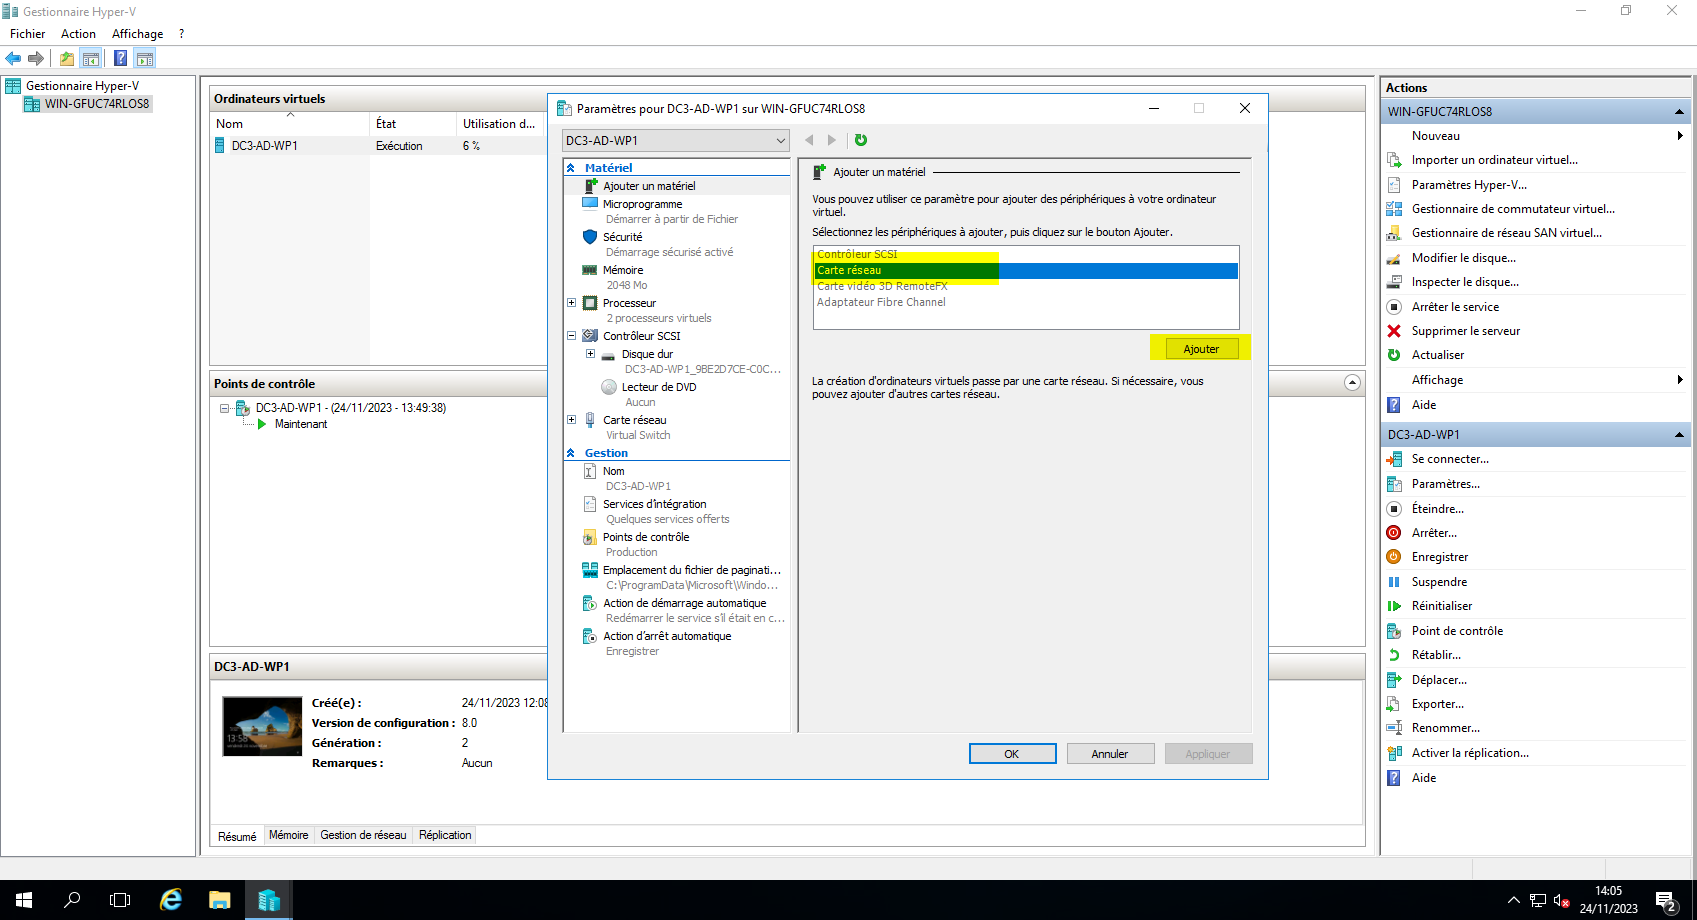 Gestionnaire Hyper-V
Fichier Action Affichage ?
Gestionnaire Hyper-V
WIN-GFUC74RLOS8
Ordinateurs virtuels
Nom État Utilisation d...
DC3-AD-WP1 Exécution 6 %
Points de contrôle
DC3-AD-WP1 - (24/11/2023 - 13:49:38)
Maintenant
DC3-AD-WP1
Créé(e) : 24/11/2023 12:08
Version de configuration : 8.0
Génération : 2
Remarques : Aucun
13:58
Résumé Mémoire Gestion de réseau Réplication
Paramètres pour DC3-AD-WP1 sur WIN-GFUC74RLOS8
DC3-AD-WP1
Matériel
Ajouter un matériel
Microprogramme
Démarrer à partir de Fichier
Sécurité
Démarrage sécurisé activé
Mémoire
2048 Mo
Processeur
2 processeurs virtuels
Contrôleur SCSI
Disque dur
DC3-AD-WP1_9BE2D7CE-C0C...
Lecteur de DVD
Aucun
Carte réseau
Virtual Switch
Gestion
Nom
DC3-AD-WP1
Services d'intégration
Quelques services offerts
Points de contrôle
Production
Emplacement du fichier de paginati...
C:\ProgramData\Microsoft\Windo...
Action de démarrage automatique
Redémarrer le service s'il était en c...
Action d'arrêt automatique
Enregistrer
Ajouter un matériel
Vous pouvez utiliser ce paramètre pour ajouter des périphériques à votre ordinateur
virtuel.
Sélectionnez les périphériques à ajouter, puis cliquez sur le bouton Ajouter.
Contrôleur SCSI
Carte réseau
Carte vidéo 3D RemoteFX
Adaptateur Fibre Channel
Ajouter
La création d'ordinateurs virtuels passe par une carte réseau. Si nécessaire, vous
pouvez ajouter d'autres cartes réseau.
OK Annuler Appliquer
Actions
WIN-GFUC74RLOS8
Nouveau
Importer un ordinateur virtuel...
Paramètres Hyper-V...
Gestionnaire de commutateur virtuel...
Gestionnaire de réseau SAN virtuel...
Modifier le disque...
Inspecter le disque...
Arrêter le service
Supprimer le serveur
Actualiser
Affichage
Aide
DC3-AD-WP1
Se connecter...
Paramètres...
Éteindre...
Arrêter...
Enregistrer
Suspendre
Réinitialiser
Point de contrôle
Rétablir...
Déplacer...
Exporter...
Renommer...
Activer la réplication...
Aide
14:05
24/11/2023
2